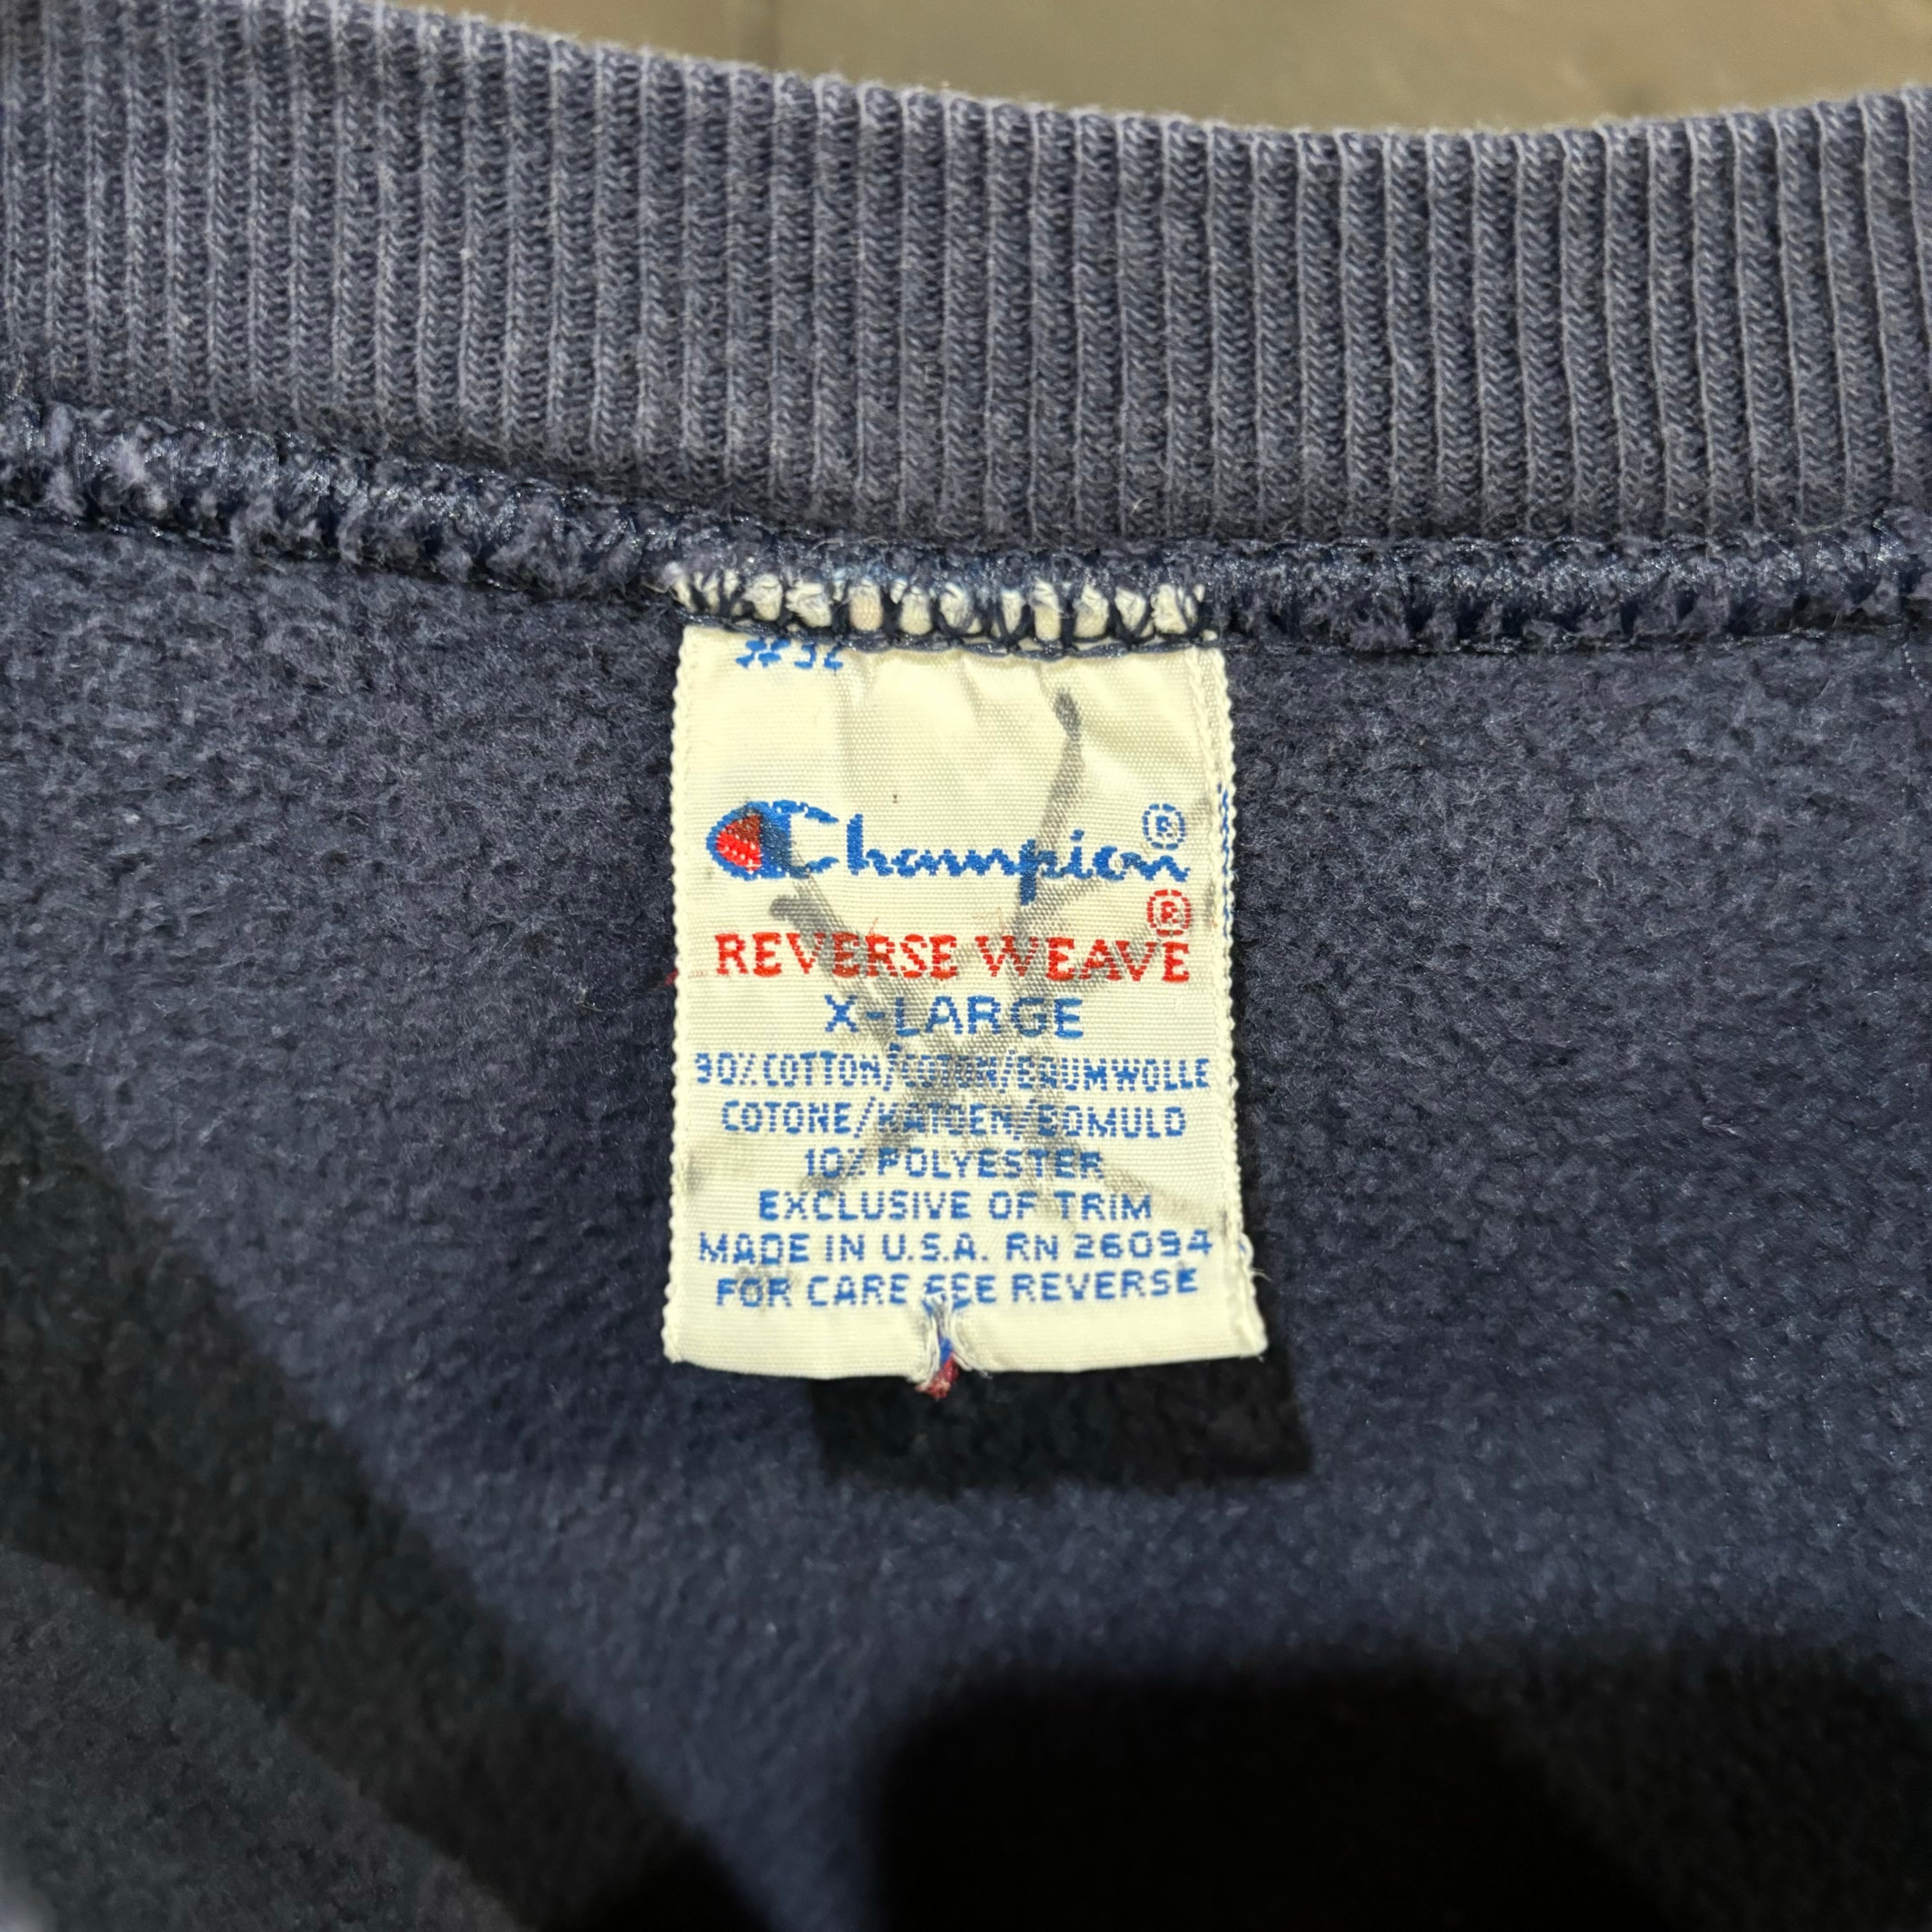 #32
Champion®
®
REVERSE WEAVE
X-LARGE
90% COTTON/COTON/BAUMWOLLE
COTONE/KATOEN/BOMULD
10% POLYESTER
EXCLUSIVE OF TRIM
MADE IN U.S.A. RN 26094
FOR CARE SEE REVERSE